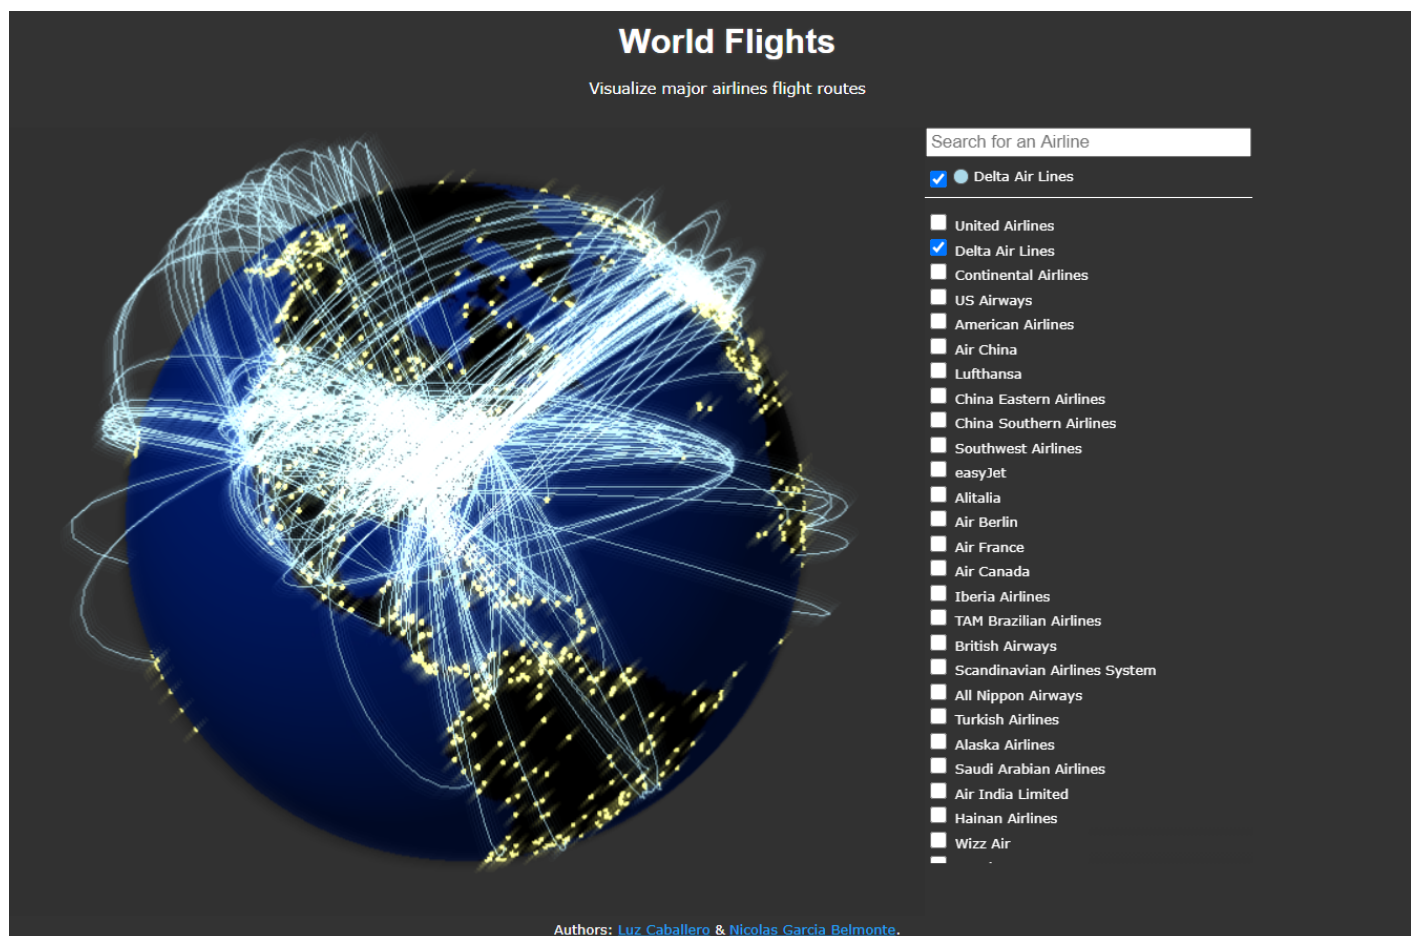 World Flights
Visualize major airlines flight routes
Search for an Airline
Delta Air Lines
United Airlines
Delta Air Lines
Continental Airlines
US Airways
American Airlines
Air China
Lufthansa
China Eastern Airlines
China Southern Airlines
Southwest Airlines
easyJet
Alitalia
Air Berlin
Air France
Air Canada
Iberia Airlines
TAM Brazilian Airlines
British Airways
Scandinavian Airlines System
All Nippon Airways
Turkish Airlines
Alaska Airlines
Saudi Arabian Airlines
Air India Limited
Hainan Airlines
Wizz Air
Authors: Luz Caballero & Nicolas Garcia Belmonte.